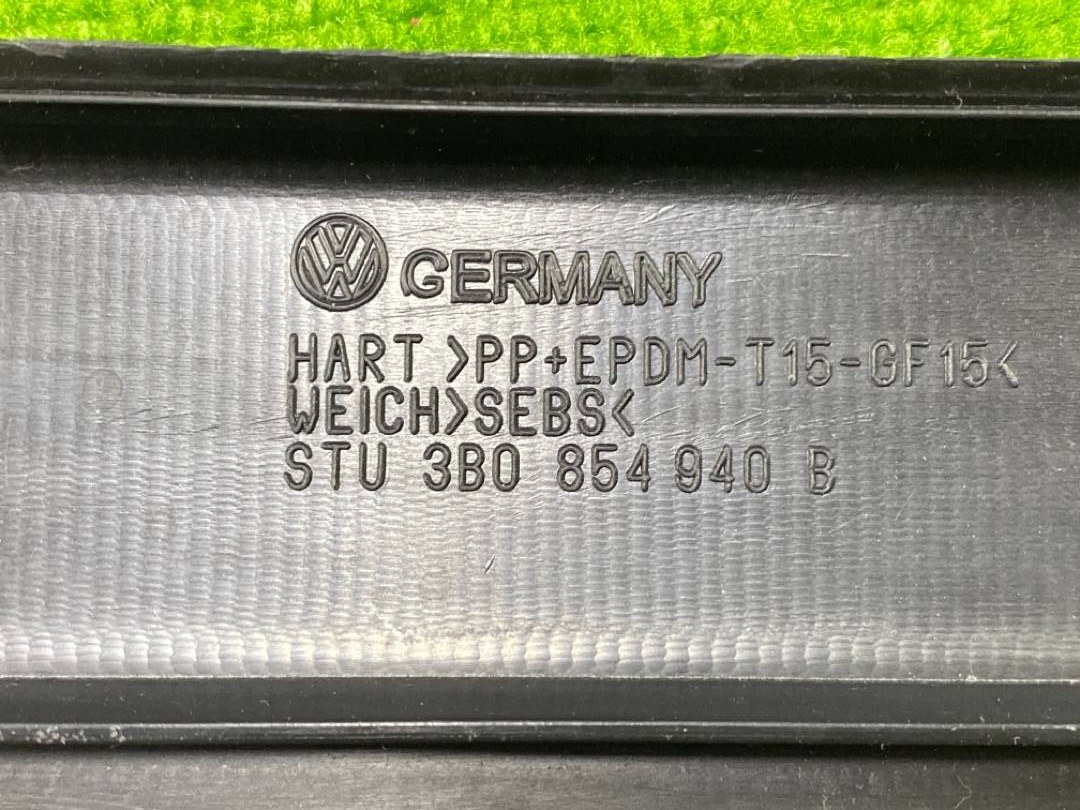 GERMANY
HART >PP+EPDM-T15-GF15<
WEICH>SEBS<
STU 3B0 854 940 B